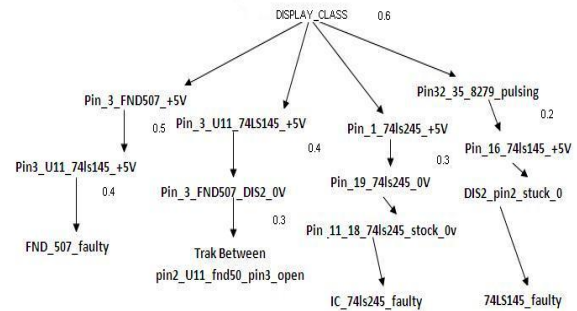 DISPLAY_CLASS 0.6
Pin_3_FND507_+5V
Pin_3_U11_74LS145_+5V
Pin_1_74ls245_+5V
Pin32_35_8279_pulsing
0.5
0.4
0.3
0.2
Pin3_U11_74ls145_+5V
Pin_3_FND507_DIS2_0V
Pin_19_74ls245_0V
Pin_16_74ls145_+5V
0.4
0.3
Pin_11_18_74ls245_stock_0v
DIS2_pin2_stuck_0
FND_507_faulty
Trak Between
pin2_U11_fnd50_pin3_open
IC_74ls245_faulty
74LS145_faulty